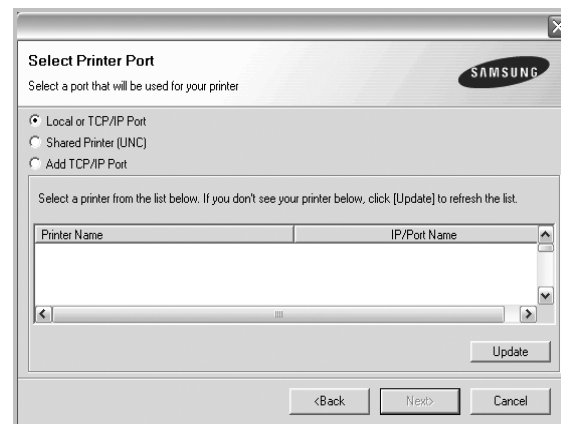 Select Printer Port
SAMSUNG
Select a port that will be used for your printer
Local or TCP/IP Port
Shared Printer (UNC)
Add TCP/IP Port
Select a printer from the list below. If you don't see your printer below, click [Update] to refresh the list.
Printer Name IP/Port Name
Update
<Back Next> Cancel